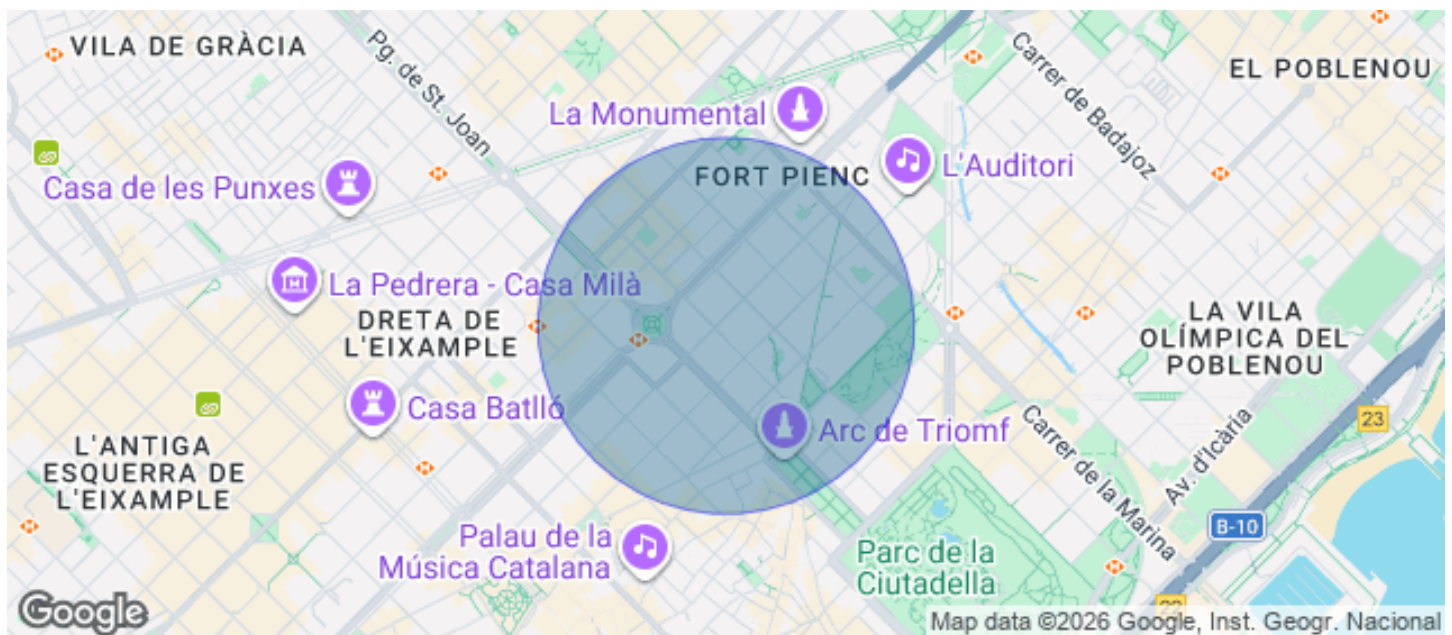 VILA DE GRÀCIA
Pg. de St. Joan
La Monumental
Carrer de Badajoz
EL POBLENOU
Casa de les Punxes
FORT PIENC
L'Auditori
La Pedrera - Casa Milà
DRETA DE
L'EIXAMPLE
LA VILA
OLÍMPICA DEL
POBLENOU
Casa Batlló
Arc de Triomf
23
L'ANTIGA
ESQUERRA DE
L'EIXAMPLE
Carrer de la Marina
Av. d'Icària
B-10
Palau de la
Música Catalana
Parc de la
Ciutadella
22
Google
Map data ©2026 Google, Inst. Geogr. Nacional